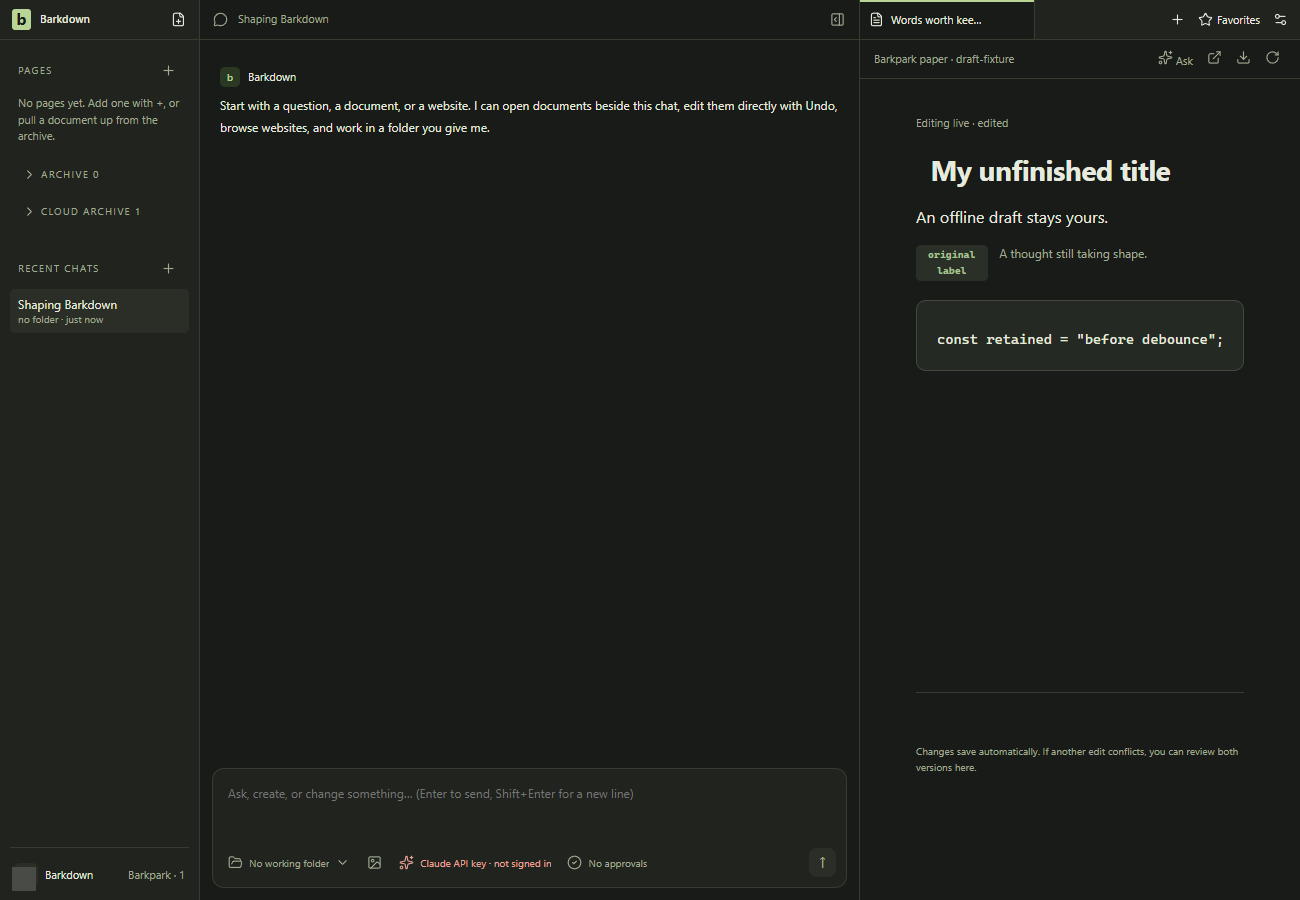 b Barkdown
PAGES
No pages yet. Add one with +, or
pull a document up from the
archive.
ARCHIVE 0
CLOUD ARCHIVE 1
RECENT CHATS
Shaping Barkdown
no folder · just now
Barkdown
Barkpark · 1
Shaping Barkdown
b Barkdown
Start with a question, a document, or a website. I can open documents beside this chat, edit them directly with Undo,
browse websites, and work in a folder you give me.
Ask, create, or change something... (Enter to send, Shift+Enter for a new line)
No working folder
Claude API key · not signed in
No approvals
Words worth kee...
Favorites
Barkpark paper · draft-fixture
Ask
Editing live · edited
My unfinished title
An offline draft stays yours.
original
label
A thought still taking shape.
const retained = "before debounce";
Changes save automatically. If another edit conflicts, you can review both
versions here.